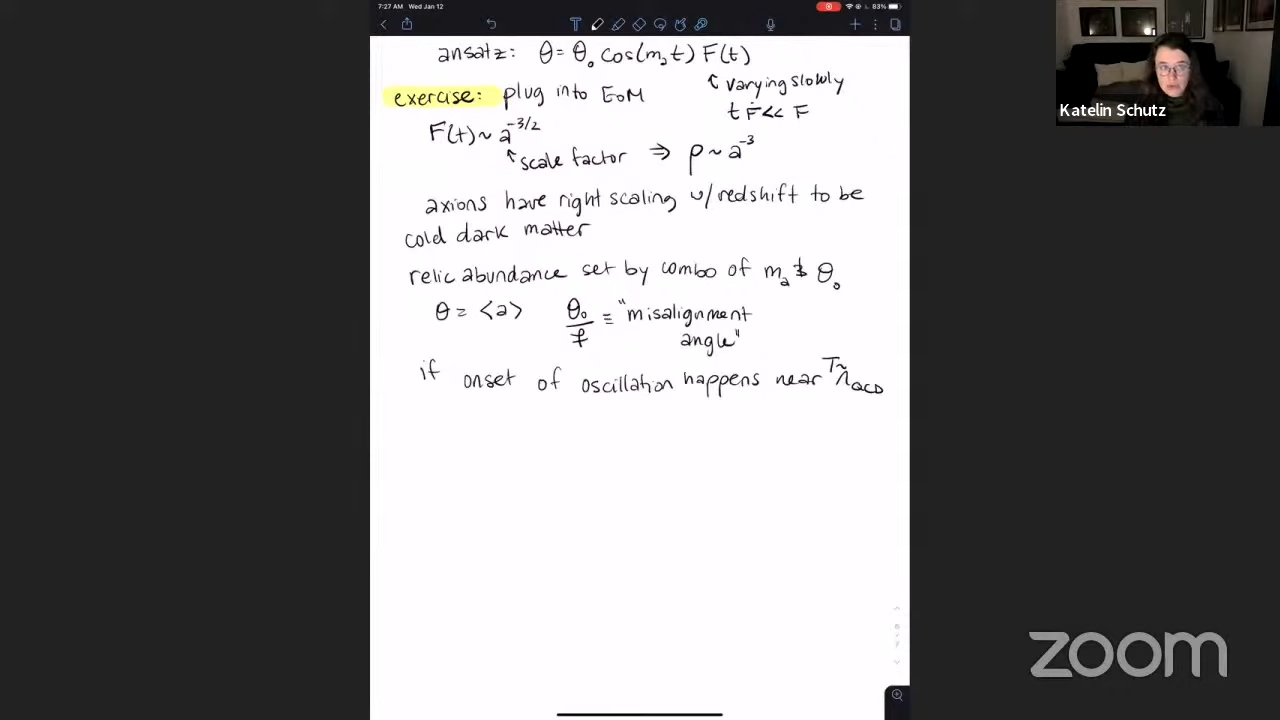 7:27 AM Wed Jan 12
83%
ansatz: θ = θ₀ cos(mₐt) F(t)
↑ varying slowly
exercise: plug into EoM
t Ḟ << F
F(t) ~ a^{-3/2}
↑ scale factor ⇒ ρ ~ a^{-3}
axions have right scaling w/redshift to be
cold dark matter
relic abundance set by combo of mₐ & θ₀
θ = <a> θ₀/f ≡ "misalignment
angle"
if onset of oscillation happens near T~Λ_QCD
Katelin Schutz
zoom